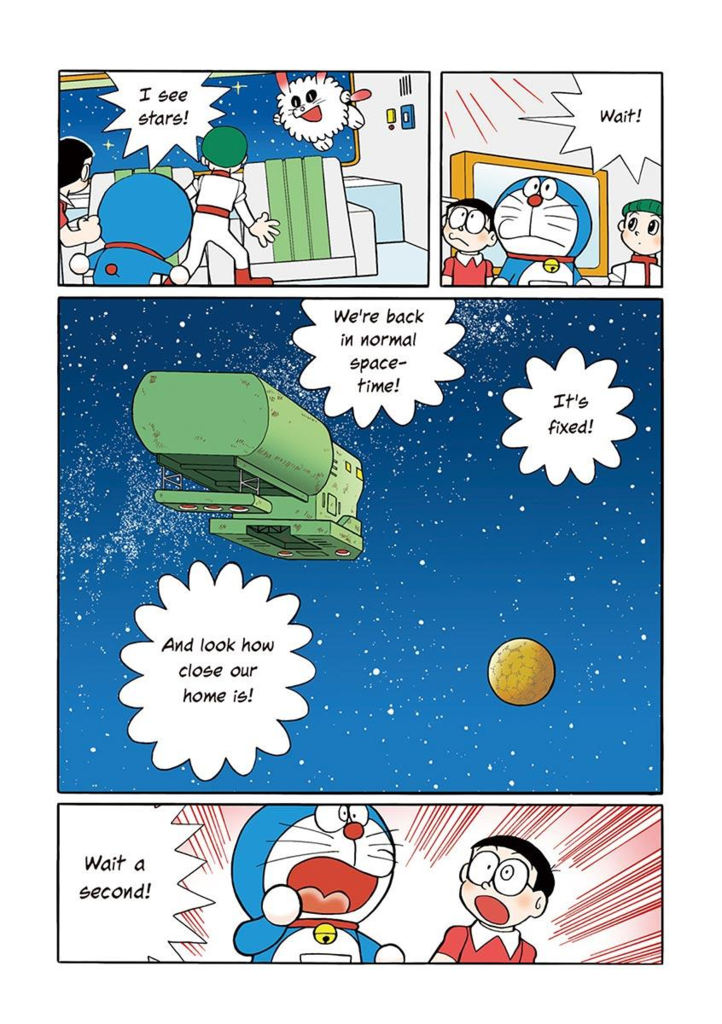 I see
stars!
Wait!
We're back
in normal
space-
time!
It's
fixed!
And look how
close our
home is!
Wait a
second!